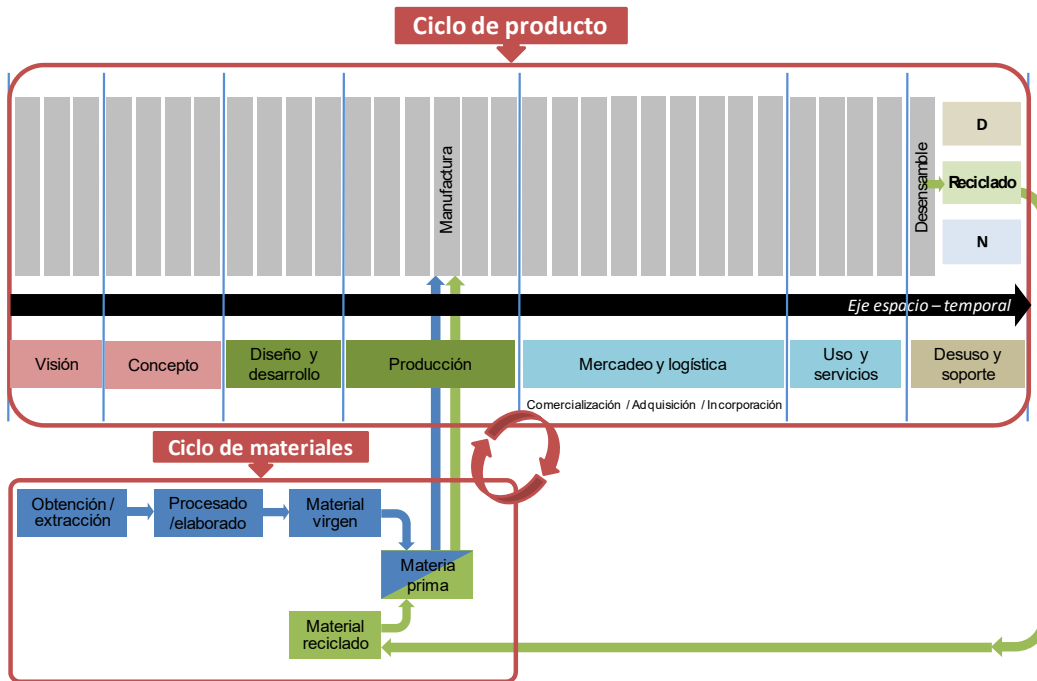 Ciclo de producto
Manufactura
Desensamble
D
Reciclado
N
Eje espacio – temporal
Visión
Concepto
Diseño y
desarrollo
Producción
Mercadeo y logística
Uso y
servicios
Desuso y
soporte
Comercialización / Adquisición / Incorporación
Ciclo de materiales
Obtención /
extracción
Procesado
/elaborado
Material
virgen
Materia
prima
Material
reciclado